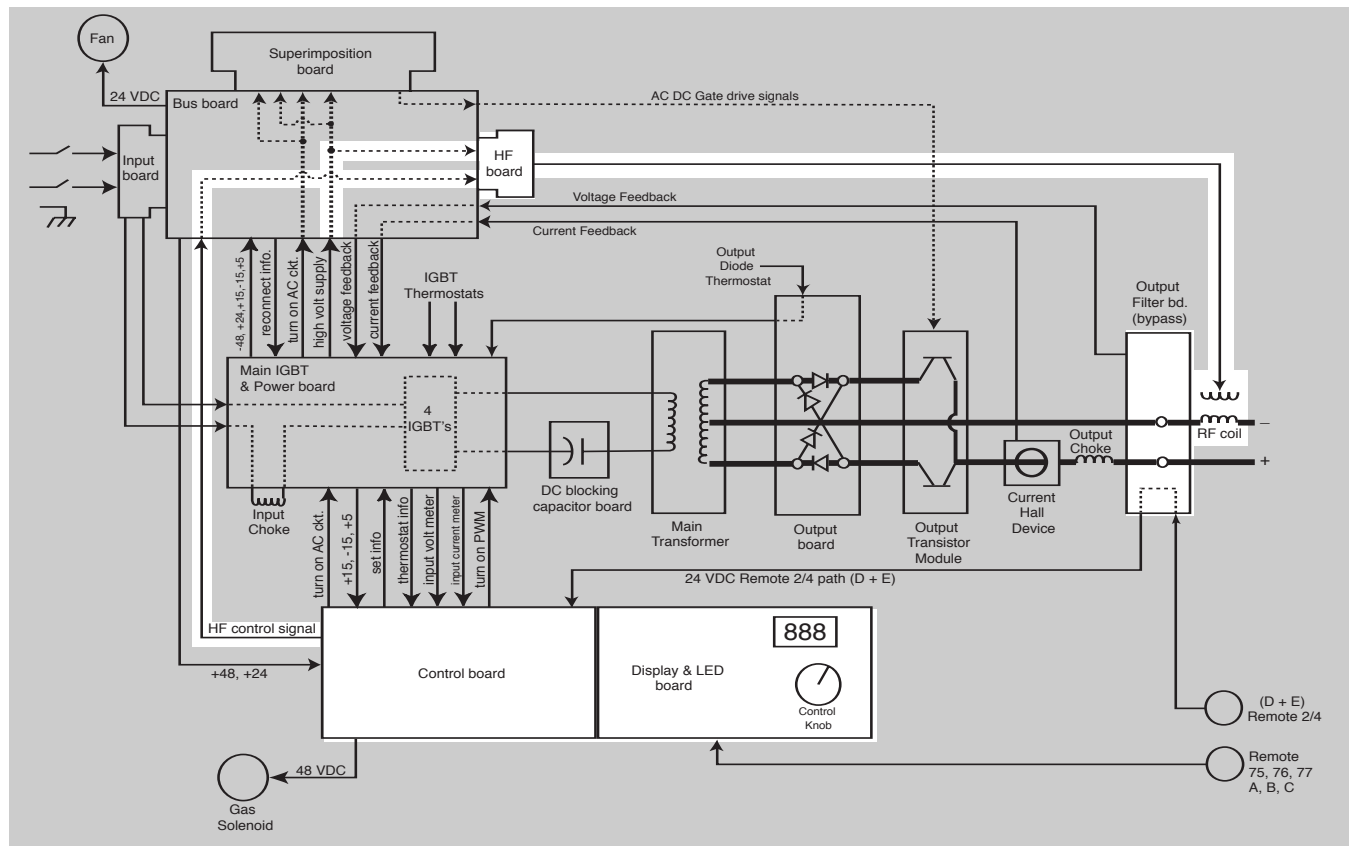 Fan
Superimposition
board
24 VDC
Bus board
AC DC Gate drive signals
Input
board
HF
board
Voltage Feedback
Current Feedback
-48, +24,+15,-15,+5
reconnect info.
turn on AC ckt.
high volt supply
voltage feedback
current feedback
IGBT
Thermostats
Output
Diode
Thermostat
Output
Filter bd.
(bypass)
Main IGBT
& Power board
4
IGBT's
DC blocking
capacitor board
Input
Choke
Main
Transformer
Output
board
Output
Transistor
Module
Current
Hall
Device
Output
Choke
RF coil
–
+
turn on AC ckt.
+15, -15, +5
set info
thermostat info
input volt meter
input current meter
turn on PWM
24 VDC Remote 2/4 path (D + E)
HF control signal
+48, +24
Control board
Display & LED
board
888
Control
Knob
(D + E)
Remote 2/4
Remote
75, 76, 77
A, B, C
48 VDC
Gas
Solenoid